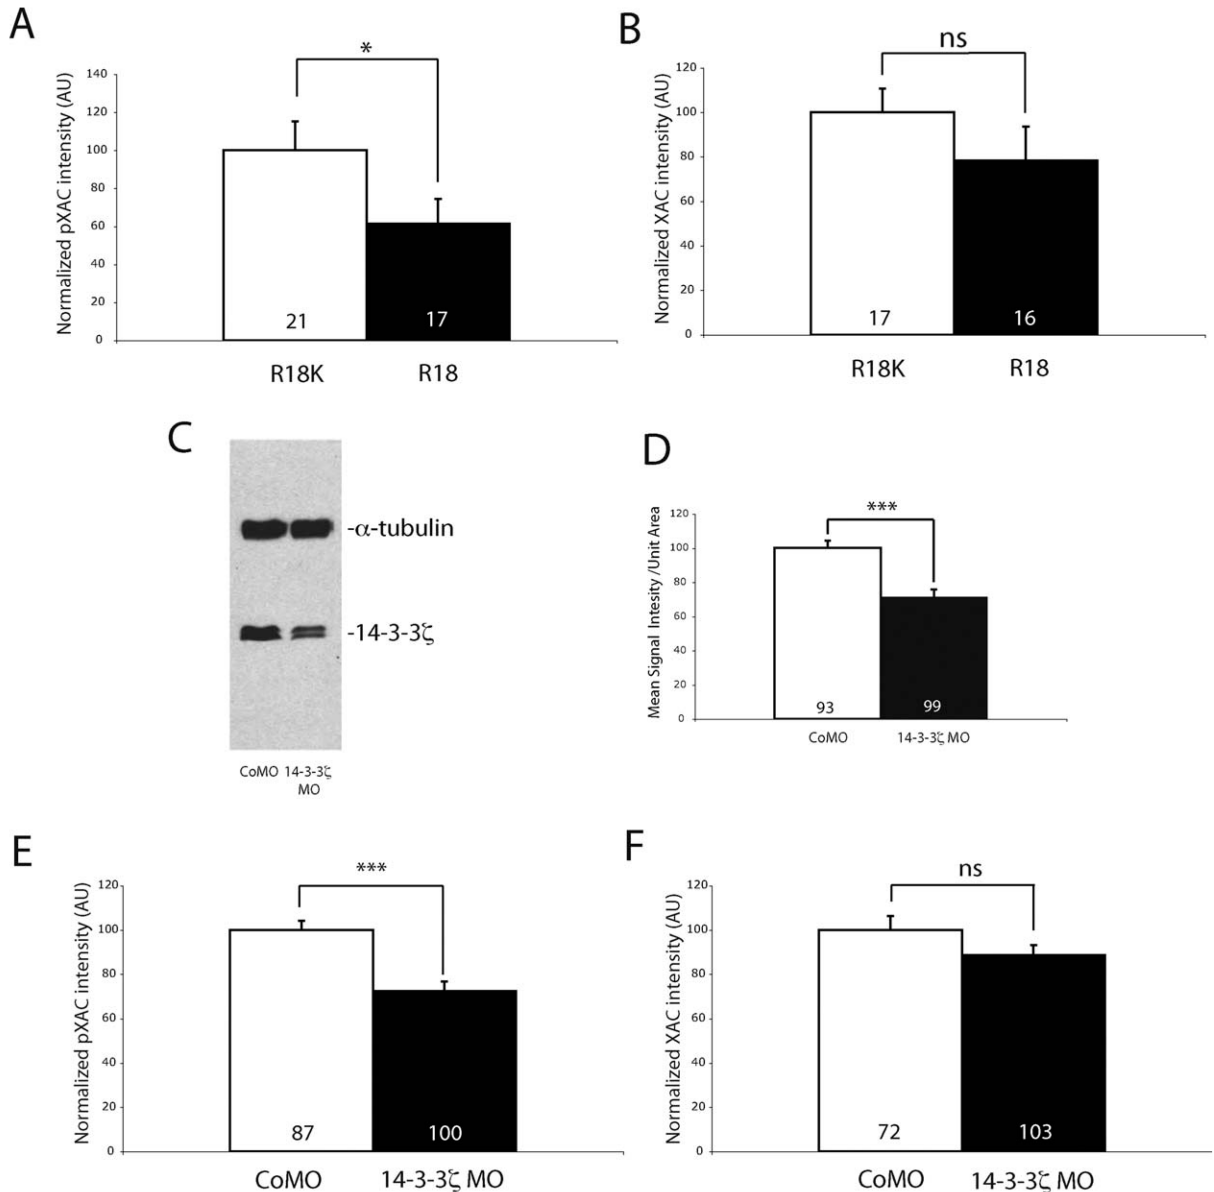 A
*
Normalized pXAC intensity (AU)
140
120
100
80
60
40
20
0
21
17
R18K
R18
B
ns
Normalized XAC intensity (AU)
120
100
80
60
40
20
0
17
16
R18K
R18
C
-α-tubulin
-14-3-3ζ
CoMO 14-3-3ζ
MO
D
***
Mean Signal Intesity /Unit Area
120
100
80
60
40
20
0
93
99
CoMO
14-3-3ζ MO
E
***
Normalized pXAC intensity (AU)
120
100
80
60
40
20
0
87
100
CoMO
14-3-3ζ MO
F
ns
Normalized XAC intensity (AU)
120
100
80
60
40
20
0
72
103
CoMO
14-3-3ζ MO